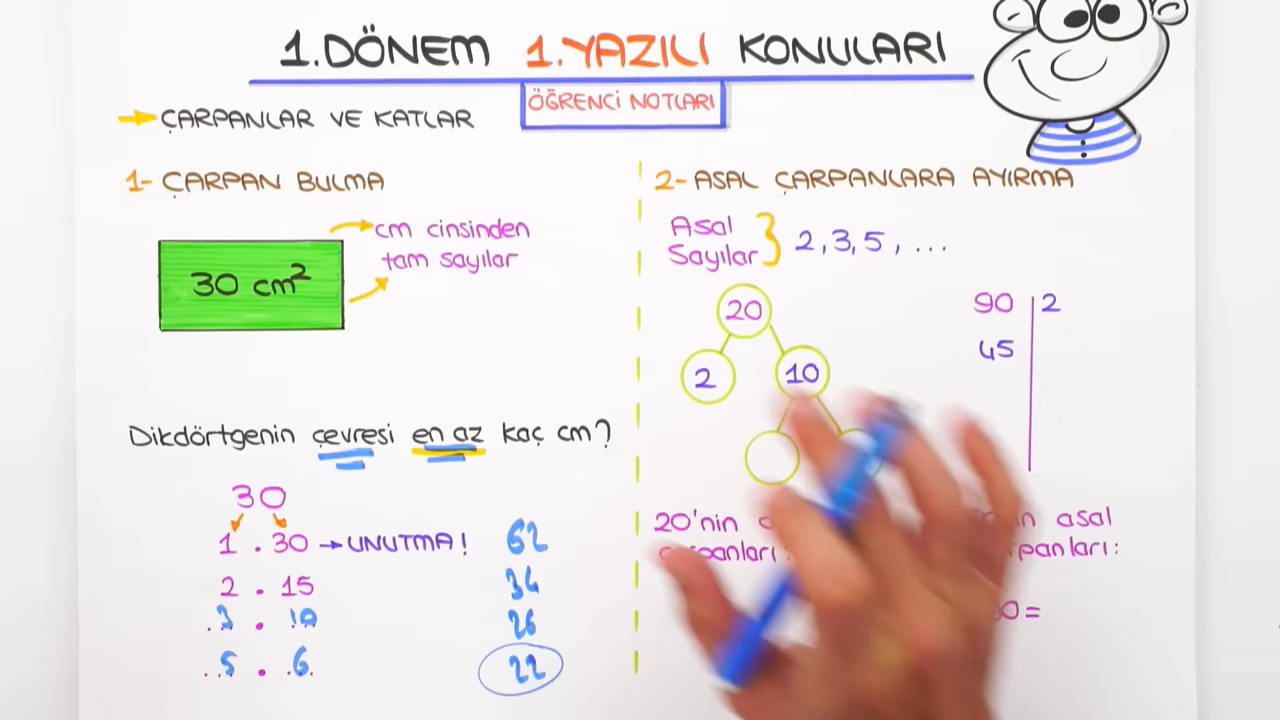 1.DÖNEM 1.YAZILI KONULARI
ÖĞRENCİ NOTLARI
ÇARPANLAR VE KATLAR
1- ÇARPAN BULMA
cm cinsinden
tam sayılar
30 cm²
Dikdörtgenin çevresi en az kaç cm?
30
1 . 30 → UNUTMA! 62
2 . 15 34
3 . 10 26
5 . 6 22
2- ASAL ÇARPANLARA AYIRMA
Asal
Sayılar } 2, 3, 5, ...
20
2 10
90 2
45
20'nin
asal
0=